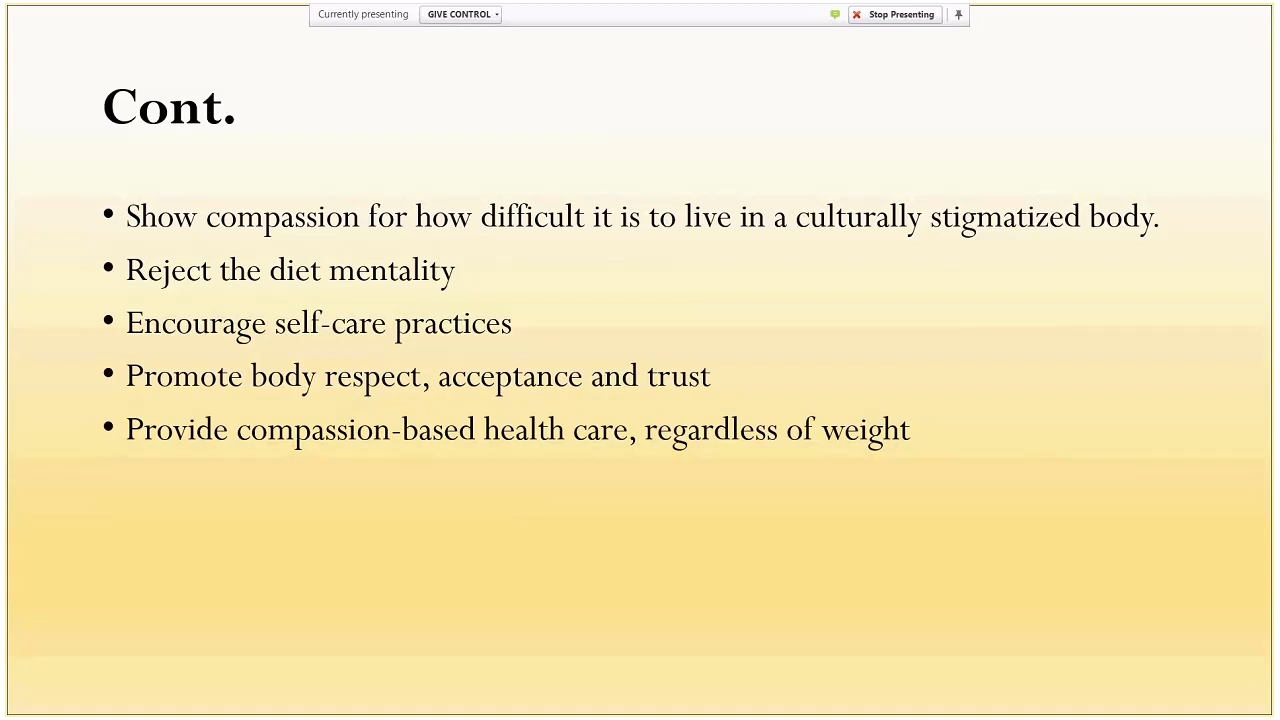 Currently presenting GIVE CONTROL Stop Presenting
Cont.
• Show compassion for how difficult it is to live in a culturally stigmatized body.
• Reject the diet mentality
• Encourage self-care practices
• Promote body respect, acceptance and trust
• Provide compassion-based health care, regardless of weight